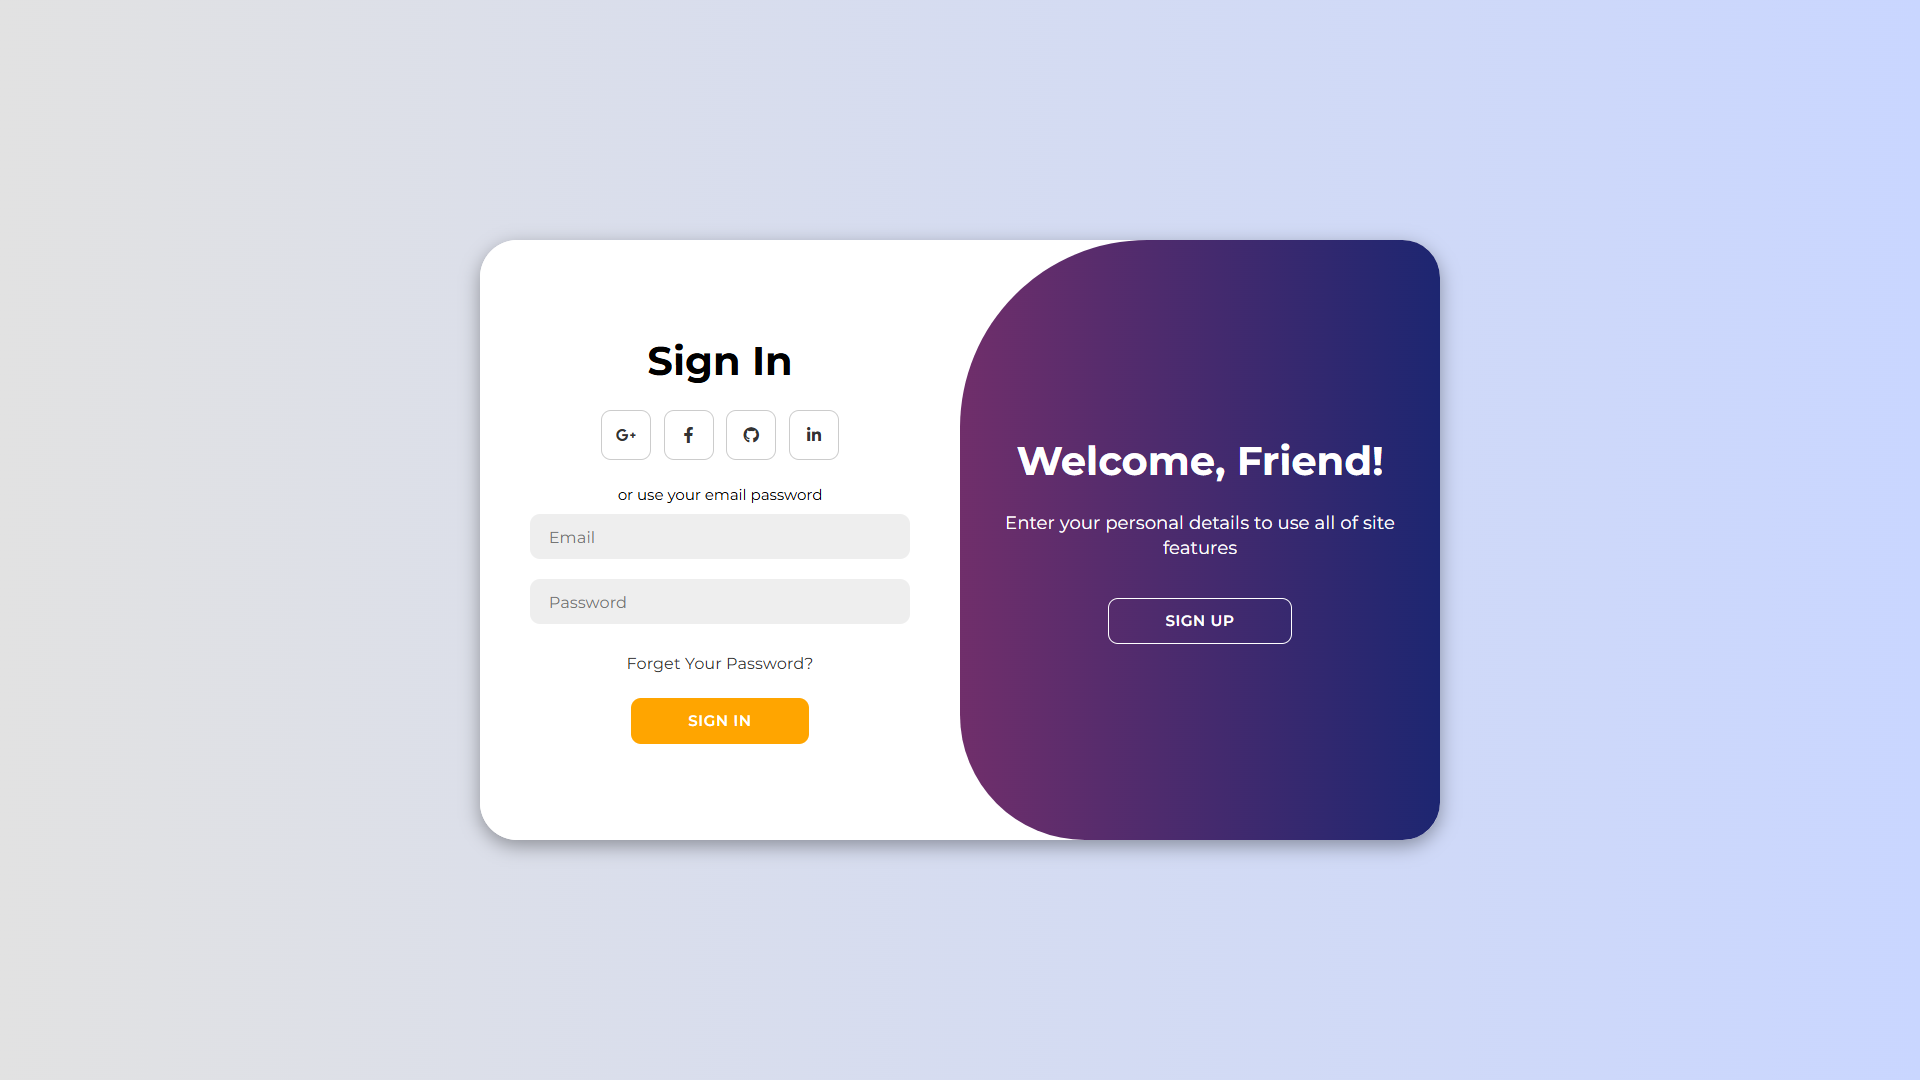 Sign In
G+
f
in
or use your email password
Email
Password
Forget Your Password?
SIGN IN
Welcome, Friend!
Enter your personal details to use all of site
features
SIGN UP